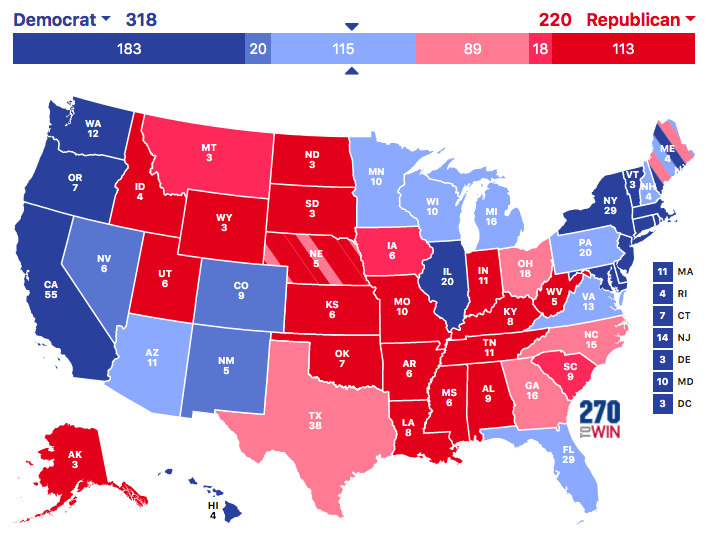 Democrat 318
220 Republican
183 20 115 89 18 113
WA
12
OR
7
CA
55
NV
6
ID
4
MT
3
WY
3
UT
6
AZ
11
CO
9
NM
5
ND
3
SD
3
NE
5
KS
6
OK
7
TX
38
MN
10
IA
6
MO
10
AR
6
LA
8
WI
10
IL
20
MI
16
IN
11
OH
18
KY
8
TN
11
MS
6
AL
9
GA
16
FL
29
SC
9
NC
15
VA
13
WV
5
PA
20
NY
29
VT
3
NH
4
ME
4
AK
3
HI
4
11 MA
4 RI
7 CT
14 NJ
3 DE
10 MD
3 DC
270
TO WIN